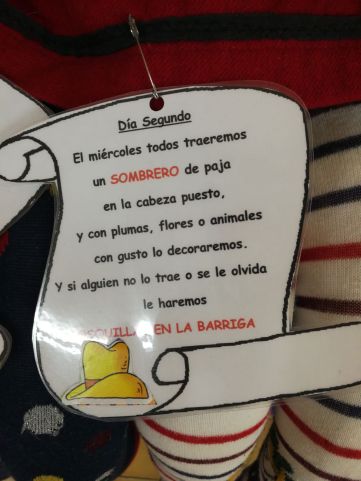 Día Segundo
El miércoles todos traeremos
un SOMBRERO de paja
en la cabeza puesto,
y con plumas, flores o animales
con gusto lo decoraremos.
Y si alguien no lo trae o se le olvida
le haremos
EN LA BARRIGA